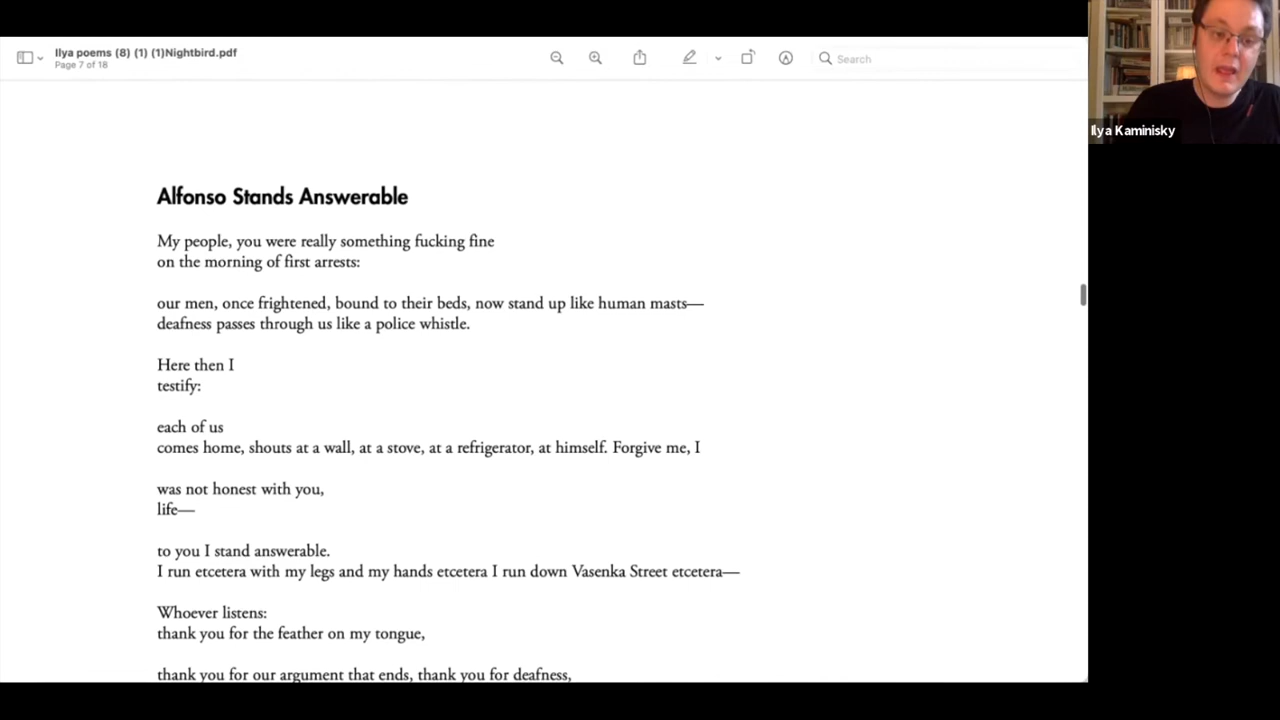 Ilya poems (8) (1) (1)Nightbird.pdf
Page 7 of 18
Search
Ilya Kaminisky
Alfonso Stands Answerable
My people, you were really something fucking fine
on the morning of first arrests:
our men, once frightened, bound to their beds, now stand up like human masts—
deafness passes through us like a police whistle.
Here then I
testify:
each of us
comes home, shouts at a wall, at a stove, at a refrigerator, at himself. Forgive me, I
was not honest with you,
life—
to you I stand answerable.
I run etcetera with my legs and my hands etcetera I run down Vasenka Street etcetera—
Whoever listens:
thank you for the feather on my tongue,
thank you for our argument that ends, thank you for deafness,